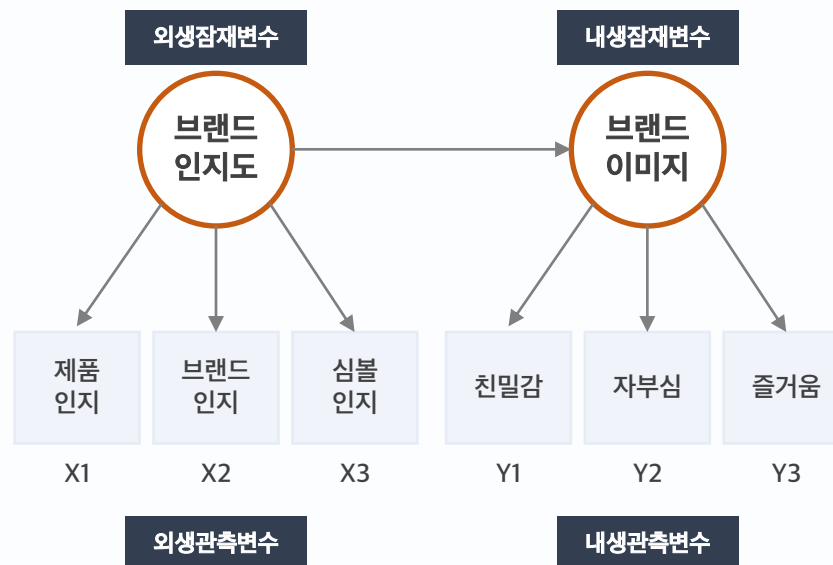 외생잠재변수
내생잠재변수
브랜드
인지도
브랜드
이미지
제품
인지
브랜드
인지
심볼
인지
친밀감
자부심
즐거움
X1
X2
X3
Y1
Y2
Y3
외생관측변수
내생관측변수